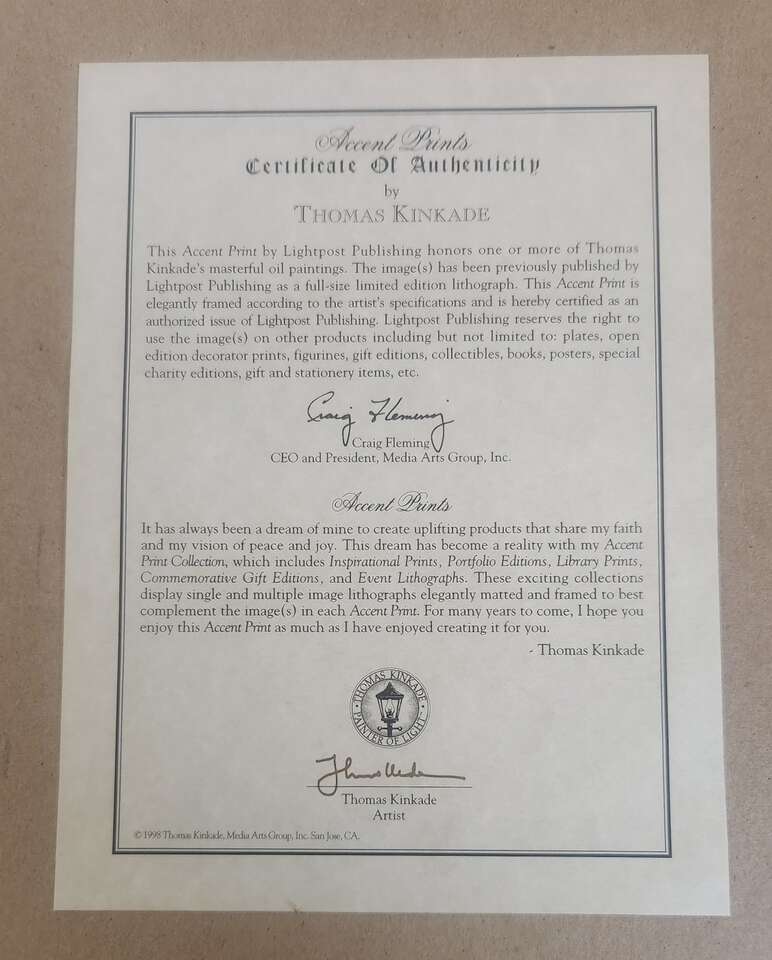 Accent Prints
Certificate Of Authenticity
by
THOMAS KINKADE
This Accent Print by Lightpost Publishing honors one or more of Thomas
Kinkade's masterful oil paintings. The image(s) has been previously published by
Lightpost Publishing as a full-size limited edition lithograph. This Accent Print is
elegantly framed according to the artist's specifications and is hereby certified as an
authorized issue of Lightpost Publishing. Lightpost Publishing reserves the right to
use the image(s) on other products including but not limited to: plates, open
edition decorator prints, figurines, gift editions, collectibles, books, posters, special
charity editions, gift and stationery items, etc.
Craig Fleming
Craig Fleming
CEO and President, Media Arts Group, Inc.
Accent Prints
It has always been a dream of mine to create uplifting products that share my faith
and my vision of peace and joy. This dream has become a reality with my Accent
Print Collection, which includes Inspirational Prints, Portfolio Editions, Library Prints,
Commemorative Gift Editions, and Event Lithographs. These exciting collections
display single and multiple image lithographs elegantly matted and framed to best
complement the image(s) in each Accent Print. For many years to come, I hope you
enjoy this Accent Print as much as I have enjoyed creating it for you.
- Thomas Kinkade
THOMAS KINKADE
PAINTER OF LIGHT™
Thomas Kinkade
Artist
© 1998 Thomas Kinkade, Media Arts Group, Inc. San Jose, CA.